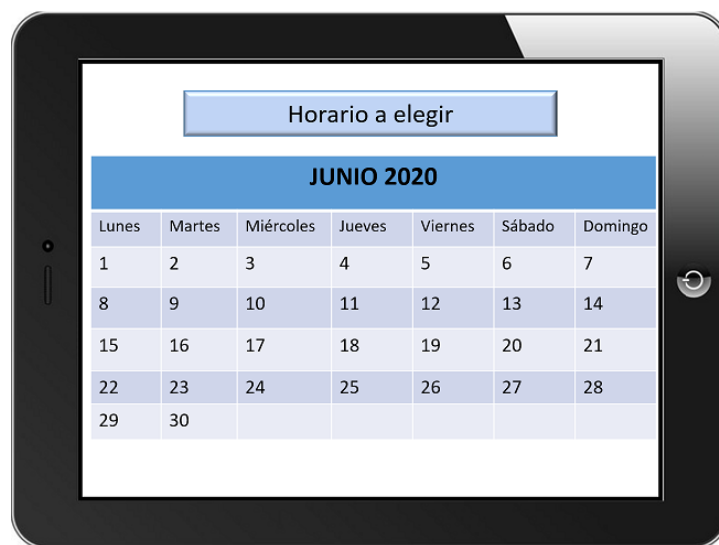 Horario a elegir
JUNIO 2020
Lunes Martes Miércoles Jueves Viernes Sábado Domingo
1 2 3 4 5 6 7
8 9 10 11 12 13 14
15 16 17 18 19 20 21
22 23 24 25 26 27 28
29 30